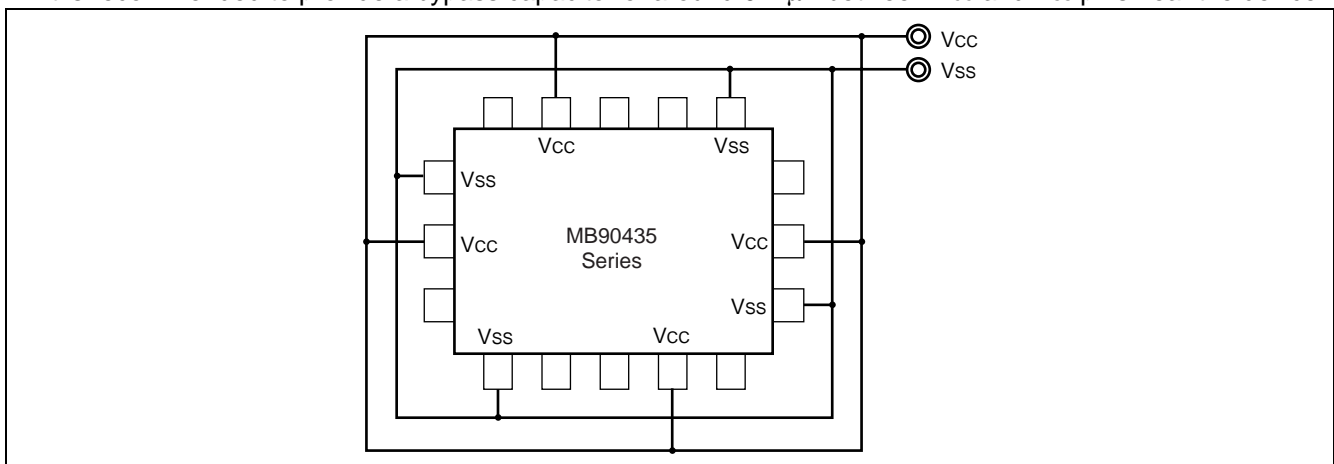 Vcc
Vss
Vcc Vss
Vss
Vcc MB90435 Vcc
Series
Vss
Vss Vcc